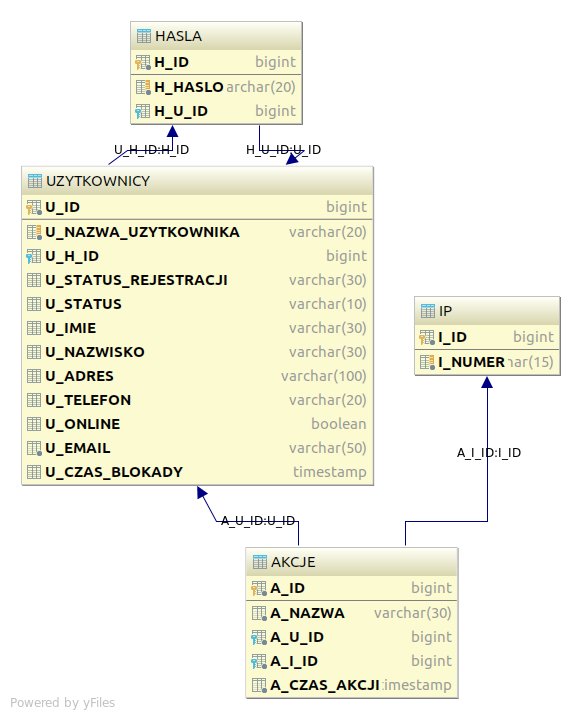 HASLA
H_ID bigint
H_HASLO archar(20)
H_U_ID bigint
U_H_ID:H_ID H_U_ID:U_ID
UZYTKOWNICY
U_ID bigint
U_NAZWA_UZYTKOWNIKA varchar(20)
U_H_ID bigint
U_STATUS_REJESTRACJI varchar(30)
U_STATUS varchar(10)
U_IMIE varchar(30)
U_NAZWISKO varchar(30)
U_ADRES varchar(100)
U_TELEFON varchar(20)
U_ONLINE boolean
U_EMAIL varchar(50)
U_CZAS_BLOKADY timestamp
IP
I_ID bigint
I_NUMER har(15)
A_I_ID:I_ID
A_U_ID:U_ID
AKCJE
A_ID bigint
A_NAZWA varchar(30)
A_U_ID bigint
A_I_ID bigint
A_CZAS_AKCJI timestamp
Powered by yFiles